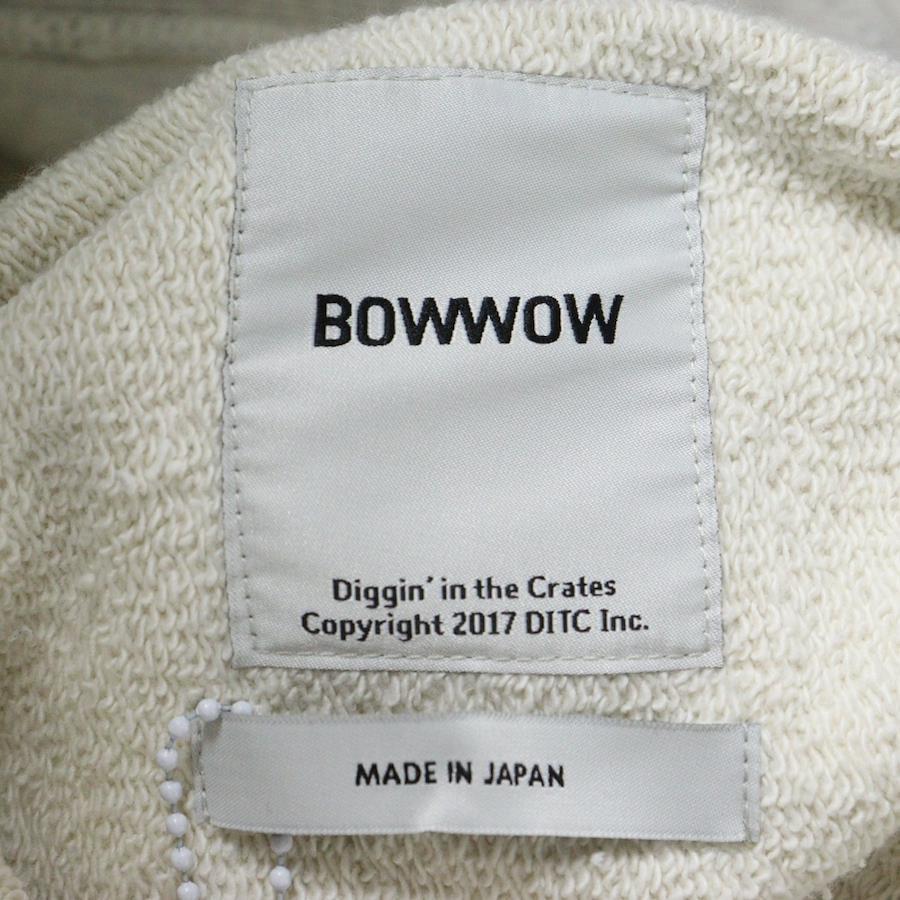 BOWWOW
Diggin' in the Crates
Copyright 2017 DITC Inc.
MADE IN JAPAN